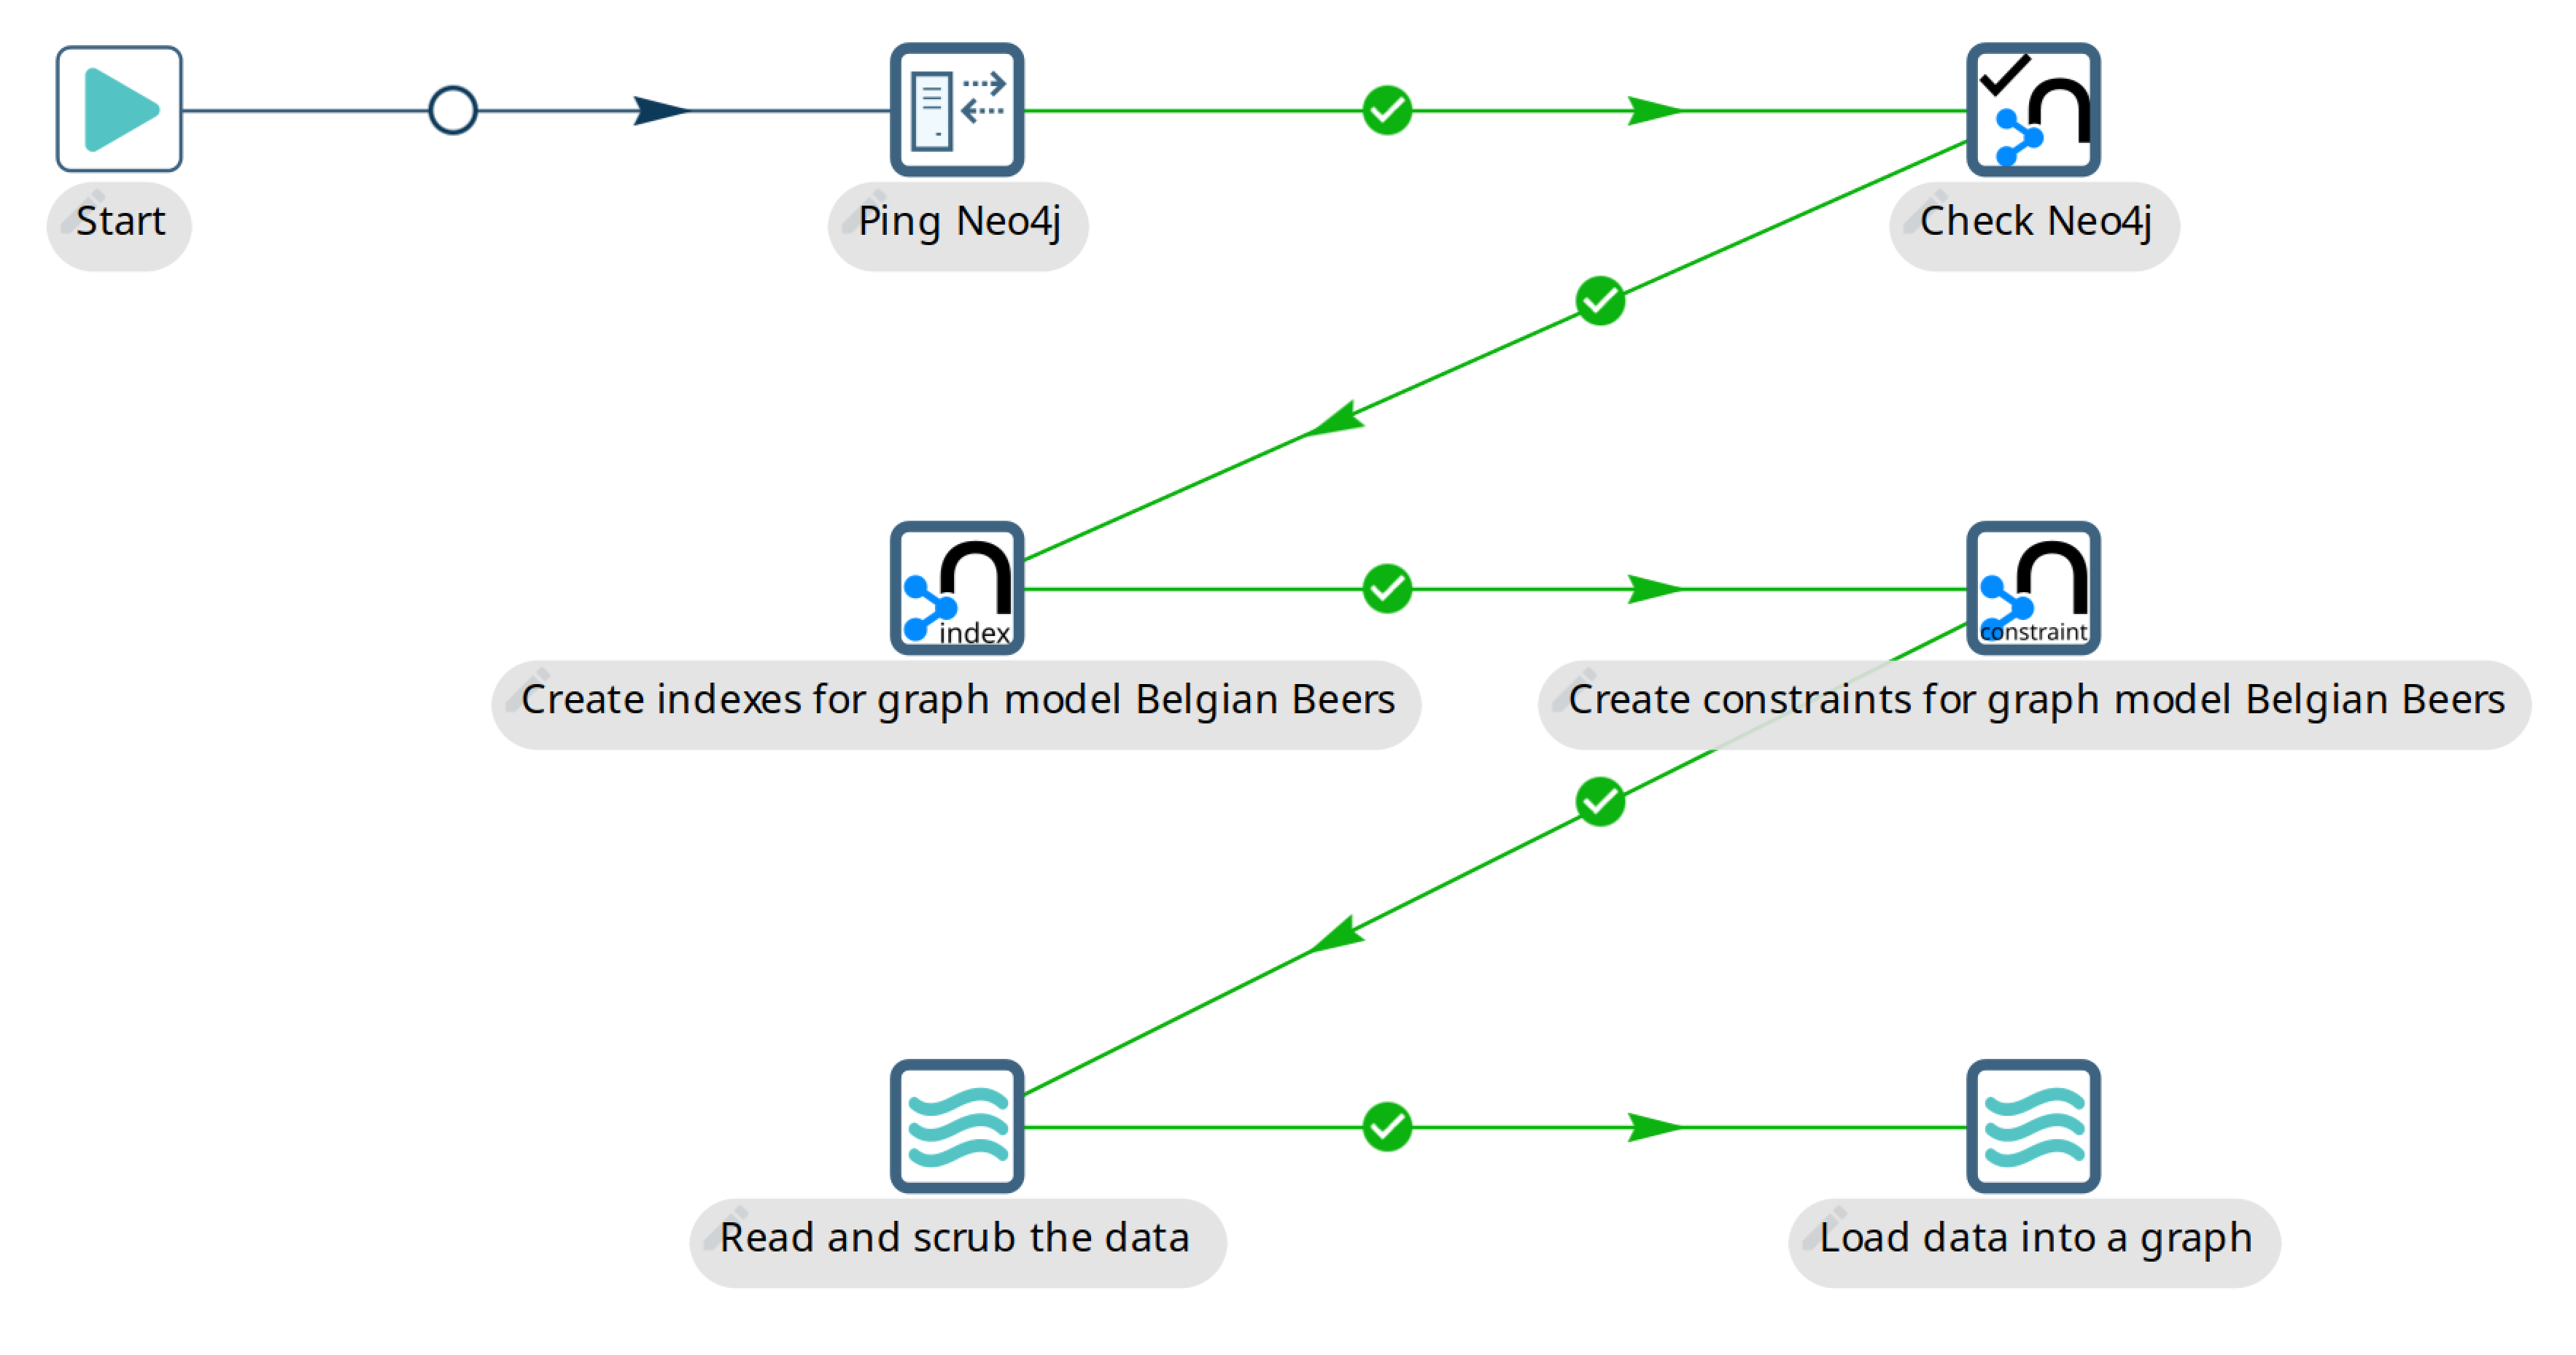 Start
Ping Neo4j
Check Neo4j
index
constraint
Create indexes for graph model Belgian Beers
Create constraints for graph model Belgian Beers
Read and scrub the data
Load data into a graph